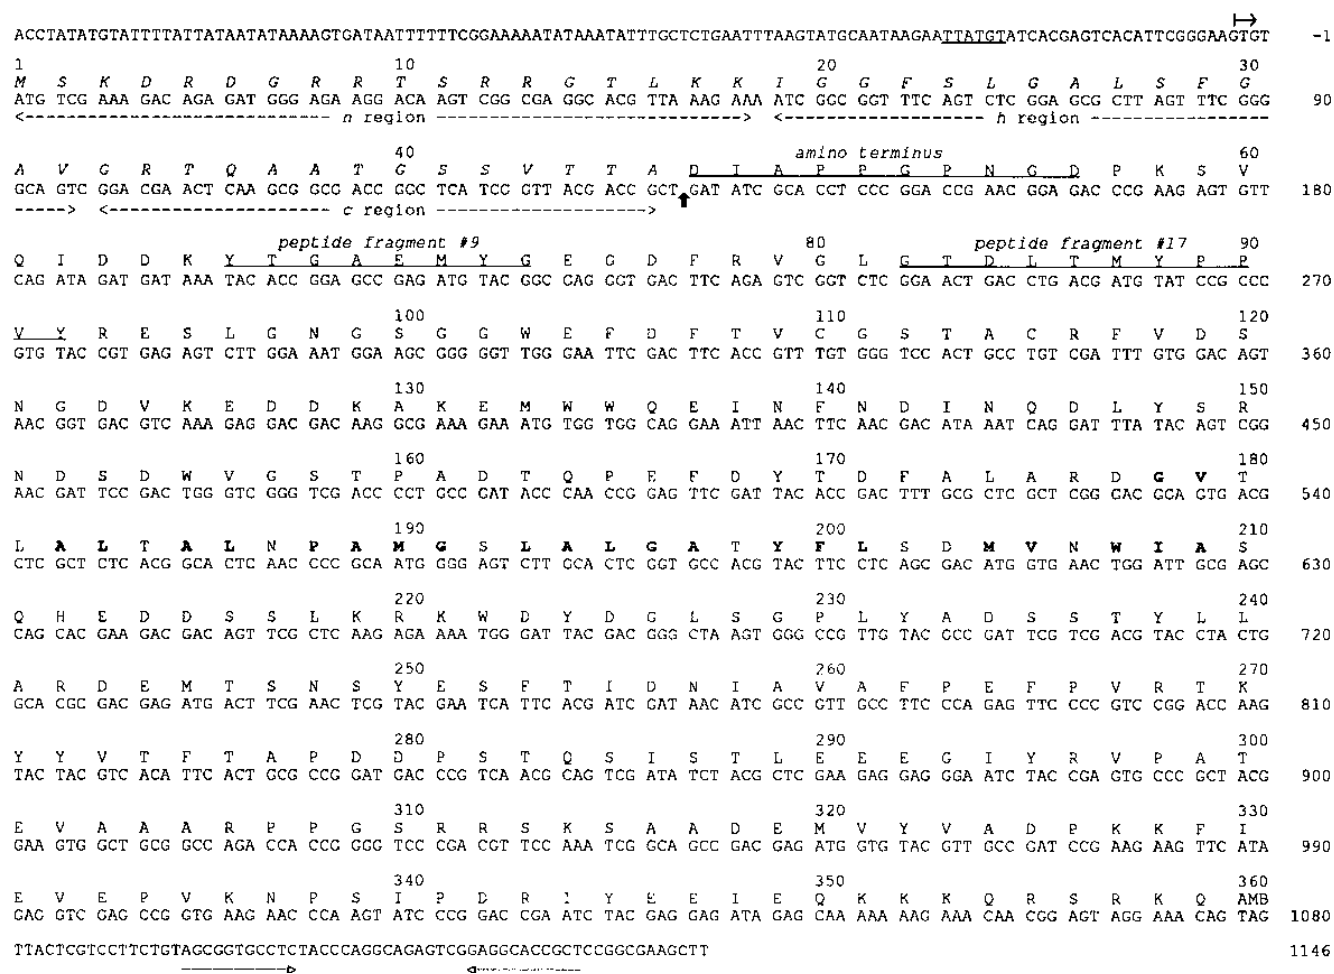 ACCTATATGTATTTTATTATAATATAAAAGTGATAATTTTTTCGGAAAAATATAAATATTTGCTCTGAATTTAAGTATGCAATAAGAATTATGTATCACGAGTCACATTCGGGAAGTGT -1
1 10 20 30
M S K D R D G R R T S R R G T L K K I G G F S L G A L S F G
ATG TCG AAA GAC AGA GAT GGG AGA AGG ACA AGT CGG CGA GGC ACG TTA AAG AAA ATC GGC GGT TTC AGT CTC GGA GCG CTT AGT TTC GGG 90
n region h region
40 amino terminus 60
A V G R T Q A A T G S S V T T A D I A P P G P N G D P K S V
GCA GTC GGA CGA ACT CAA GCG GCG ACC GGC TCA TCG GTT ACG ACC GCT GAT ATC GCA CCT CCC GGA CCG AAC GGA GAC CCG AAG AGT GTT 180
c region
peptide fragment #9 80 peptide fragment #17 90
Q I D D K Y T G A E M Y G E G D F R V G L G T D L T M Y P P
CAG ATA GAT GAT AAA TAC ACC GGA GCC GAG ATG TAC GGC GAG GGT GAC TTC AGA GTC GGT CTC GGA ACT GAC CTG ACG ATG TAT CCG CCC 270
100 110 120
V Y R E S L G N G S G G W E F D F T V C G S T A C R F V D S
GTG TAC CGT GAG AGT CTT GGA AAT GGA AGC GGG GGT TGG GAA TTC GAC TTC ACC GTT TGT GGG TCC ACT GCC TGT CGA TTT GTG GAC AGT 360
130 140 150
N G D V K E D D K A K E M W W Q E I N F N D I N Q D L Y S R
AAC GGT GAC GTC AAA GAG GAC GAC AAG GCG AAA GAA ATG TGG TGG CAG GAA ATT AAC TTC AAC GAC ATA AAT CAG GAT TTA TAC AGT CGG 450
160 170 180
N D S D W V G S T P A D T Q P E F D Y T D F A L A R D G V T
AAC GAT TCC GAC TGG GTC GGG TCG ACC CCT GCC GAT ACC CAA CCG GAG TTC GAT TAC ACC GAC TTT GCG CTC GCT CGG GAC GCA GTG ACG 540
190 200 210
L A L T A L N P A M G S L A L G A T Y F L S D M V N W I A S
CTC GCT CTC ACG GCA CTC AAC CCC GCA ATG GGG AGT CTT GCA CTC GGT GCC ACG TAC TTC CTC AGC GAC ATG GTG AAC TGG ATT GCG AGC 630
220 230 240
Q H E D D S S L K R K W D Y D G L S G P L Y A D S S T Y L L
CAG CAC GAA GAC GAC AGT TCG CTC AAG AGA AAA TGG GAT TAC GAC GGG CTA AGT GGG CCG TTG TAC GCC GAT TCG TCG ACG TAC CTA CTG 720
250 260 270
A R D E M T S N S Y E S F T I D N I A V A F P E F P V R T K
GCA CGC GAC GAG ATG ACT TCG AAC TCG TAC GAA TCA TTC ACG ATC GAT AAC ATC GCC GTT GCC TTC CCA GAG TTC CCC GTC CGG ACC AAG 810
280 290 300
Y Y V T F T A P D D P S T Q S I S T L E E E G I Y R V P A T
TAC TAC GTC ACA TTC ACT GCG CCG GAT GAC CCG TCA ACG CAG TCG ATA TCT ACG CTC GAA GAG GAG GGA ATC TAC CGA GTG CCC GCT ACG 900
310 320 330
E V A A A R P P G S R R S K S A A D E M V Y V A D P K K F I
GAA GTG GCT GCG GCC AGA CCA CCG GGG TCC CGA CGT TCC AAA TCG GCA GCC GAC GAG ATG GTG TAC GTT GCC GAT CCG AAG AAG TTC ATA 990
340 350 360
E V E P V K N P S I P D R I Y E E I E Q K K K Q R S R K Q AMB
GAG GTC GAG CCG GTG AAG AAC CCA AGT ATC CCG GAC CGA ATC TAC GAG GAG ATA GAG CAA AAA AAG AAA CAA CGG AGT AGG AAA CAG TAG 1080
TTACTCGTCCTTCTGTAGCGGTGCCTCTACCCAGGCAGAGTCGGAGGCACCGCTCCGGCGAAGCTT 1146